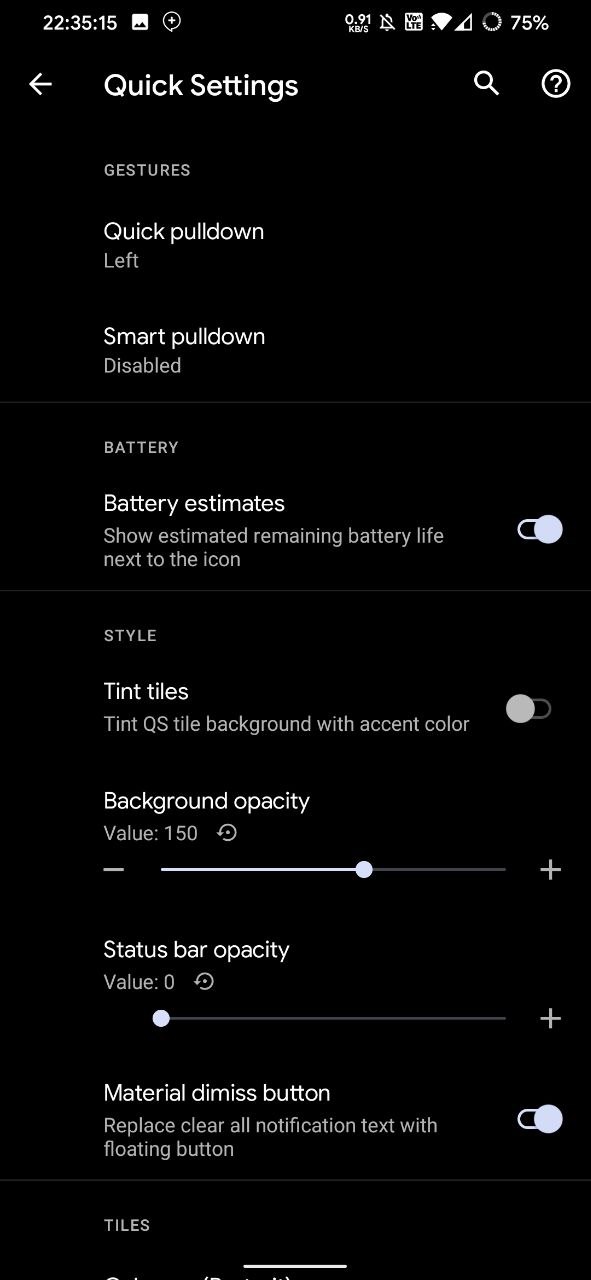 22:35:15
0.91 KB/S Vo LTE 75%
Quick Settings
GESTURES
Quick pulldown
Left
Smart pulldown
Disabled
BATTERY
Battery estimates
Show estimated remaining battery life
next to the icon
STYLE
Tint tiles
Tint QS tile background with accent color
Background opacity
Value: 150
Status bar opacity
Value: 0
Material dimiss button
Replace clear all notification text with
floating button
TILES